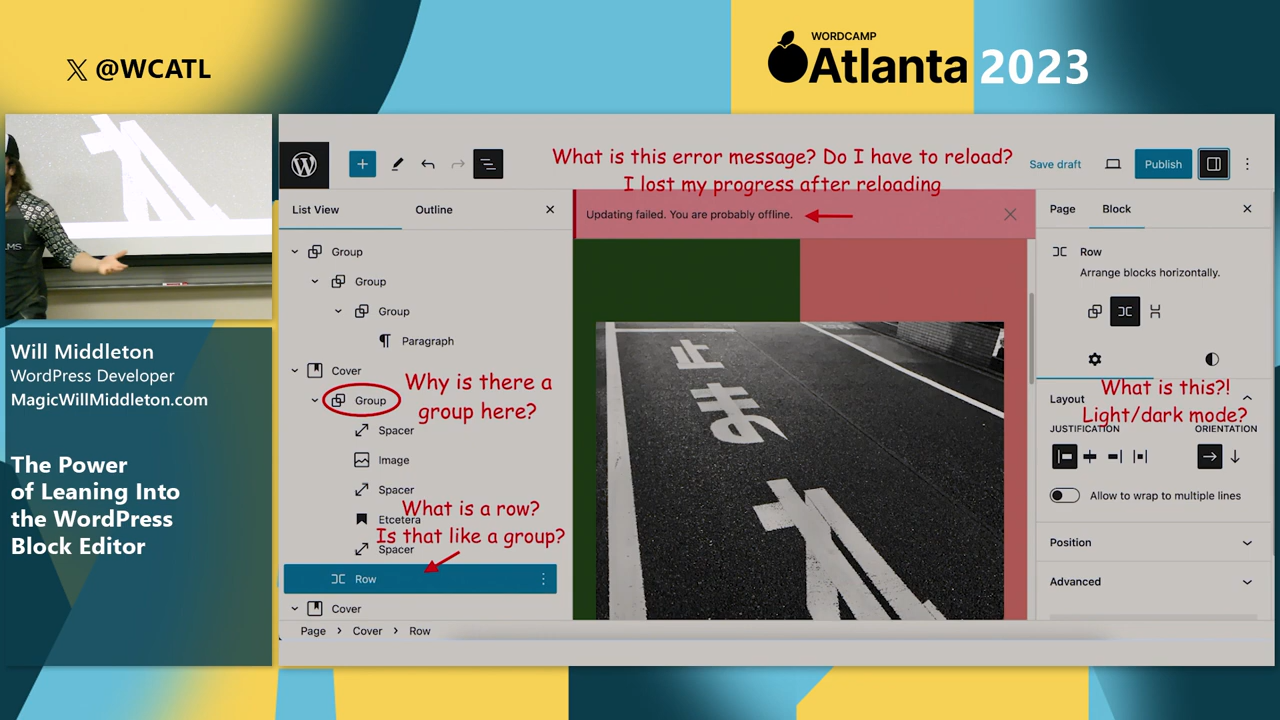 𝕏 @WCATL
WORDCAMP
Atlanta 2023
What is this error message? Do I have to reload?
I lost my progress after reloading
Save draft
Publish
List View
Outline
Updating failed. You are probably offline.
Page
Block
Group
Group
Group
Paragraph
Cover
Group
Why is there a
group here?
Spacer
Image
Spacer
Etcetera
What is a row?
Is that like a group?
Spacer
Row
Cover
Page > Cover > Row
Row
Arrange blocks horizontally.
What is this?!
Light/dark mode?
Layout
JUSTIFICATION
ORIENTATION
Allow to wrap to multiple lines
Position
Advanced
Will Middleton
WordPress Developer
MagicWillMiddleton.com
The Power
of Leaning Into
the WordPress
Block Editor